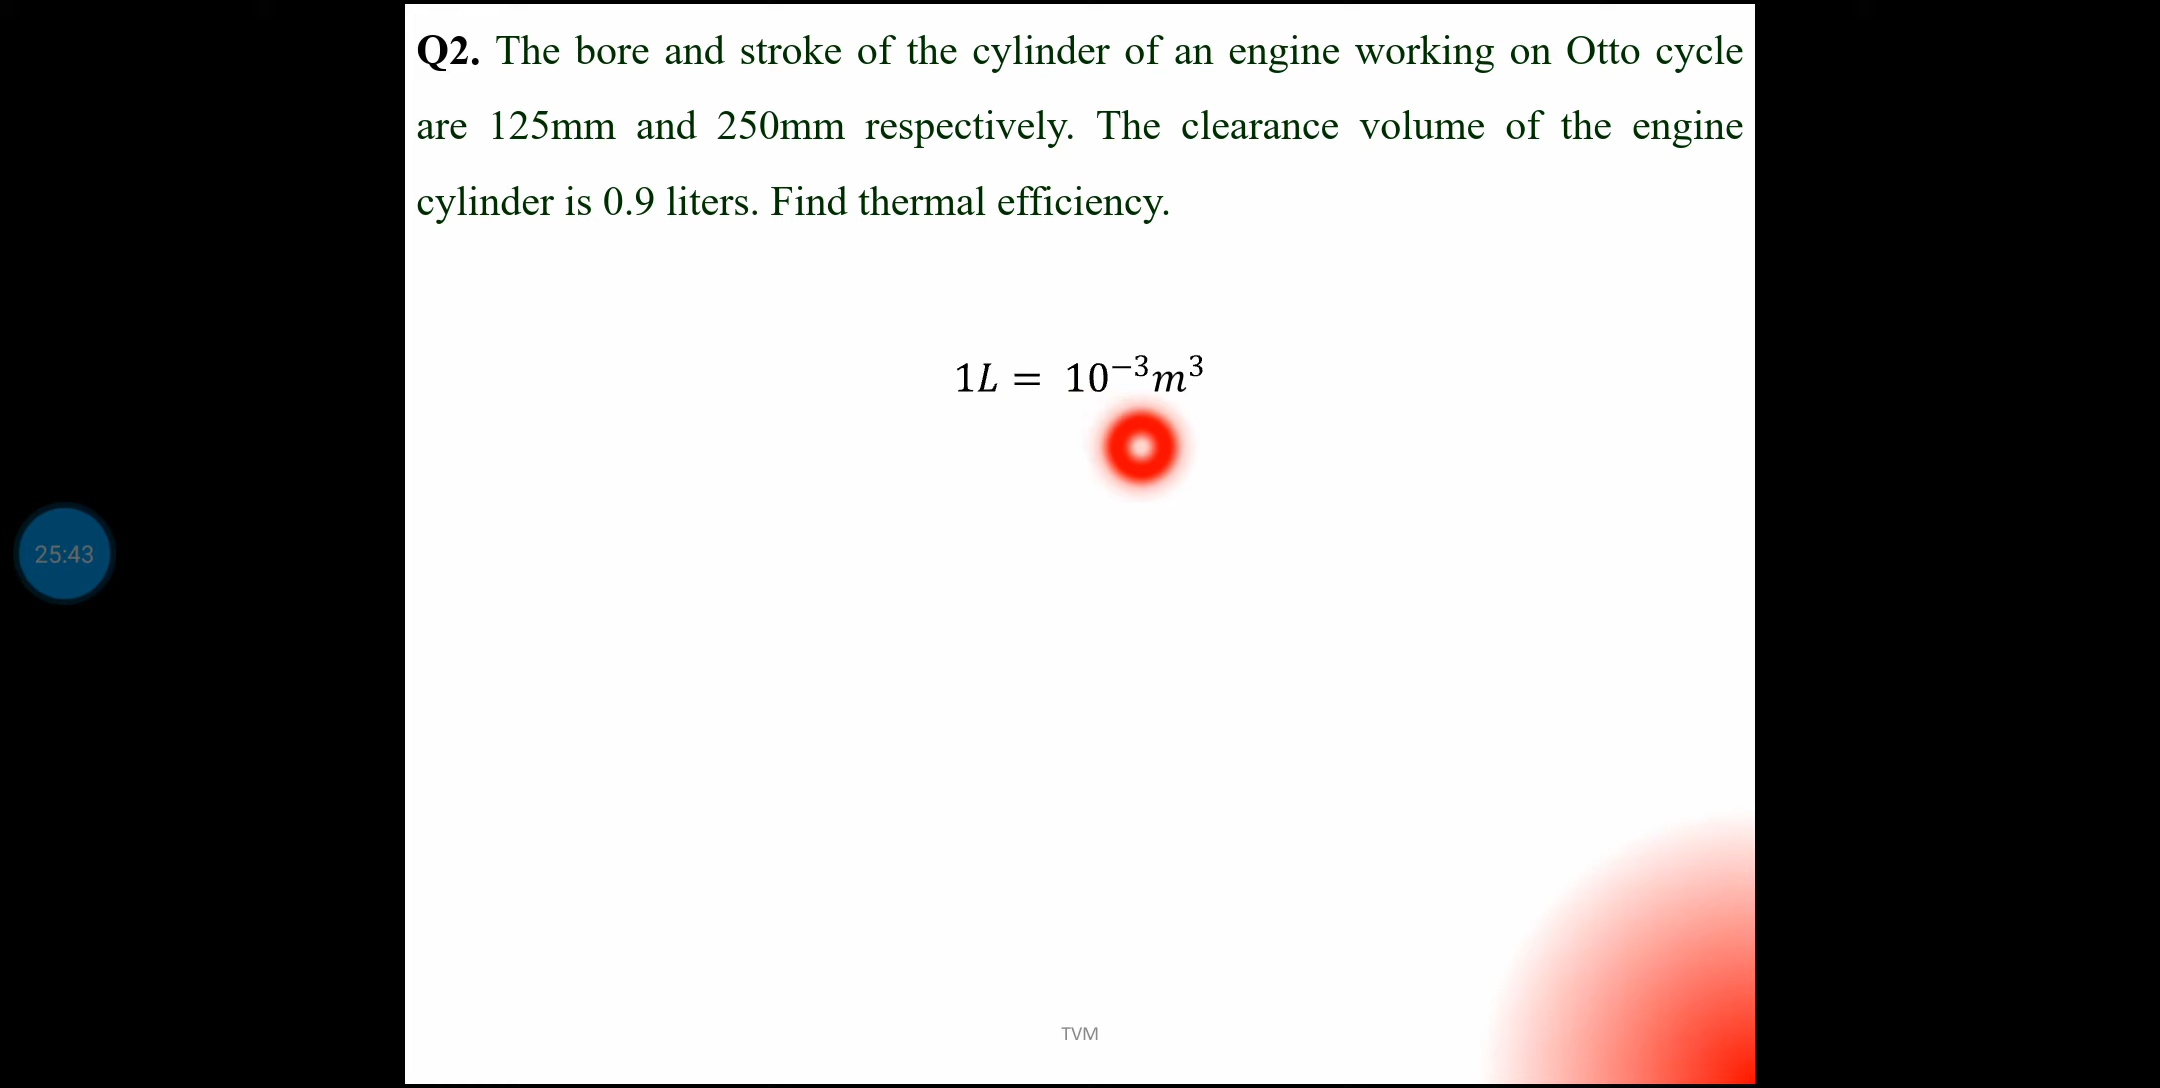 Q2. The bore and stroke of the cylinder of an engine working on Otto cycle
are 125mm and 250mm respectively. The clearance volume of the engine
cylinder is 0.9 liters. Find thermal efficiency.
1L = 10⁻³m³
25:43
TVM